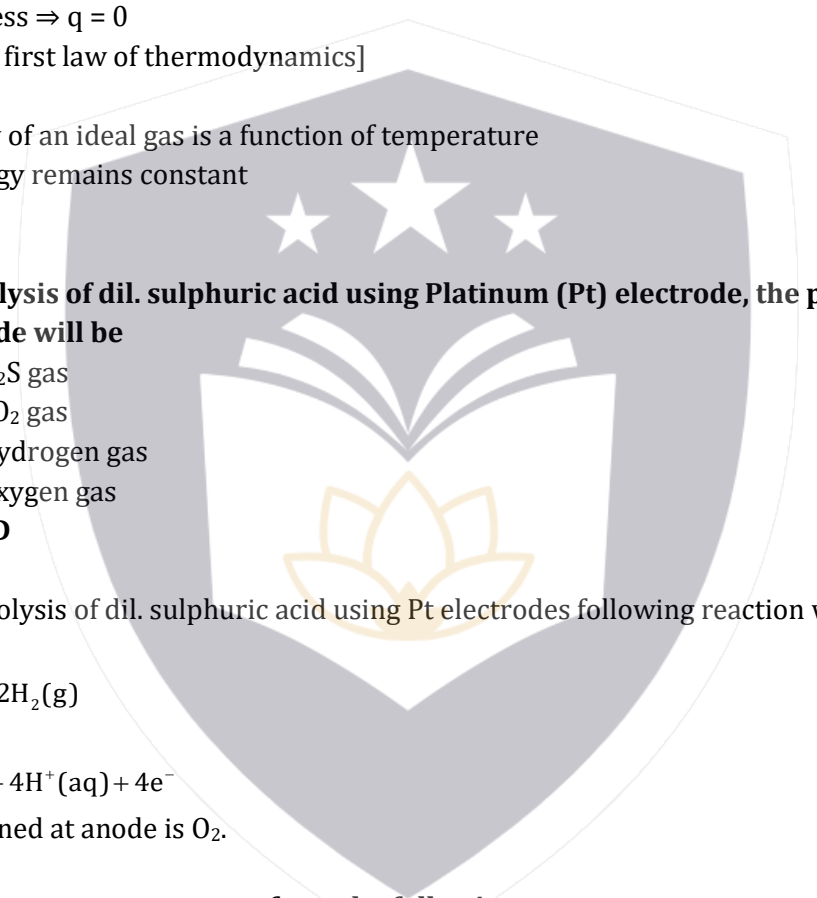 ess ⇒ q = 0
first law of thermodynamics]
of an ideal gas is a function of temperature
gy remains constant
lysis of dil. sulphuric acid using Platinum (Pt) electrode, the p
de will be
₂S gas
O₂ gas
ydrogen gas
xygen gas
D
olysis of dil. sulphuric acid using Pt electrodes following reaction w
2H₂(g)
4H⁺(aq) + 4e⁻
ned at anode is O₂.